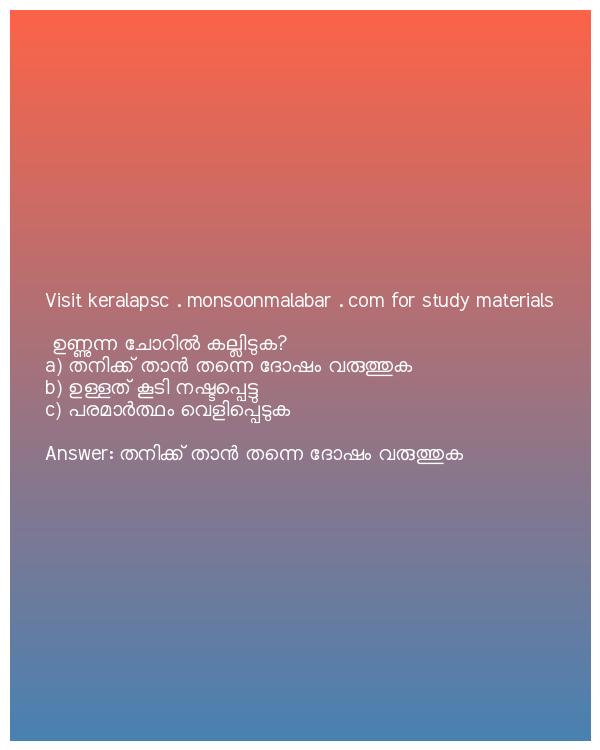 Visit keralapsc . monsoonmalabar . com for study materials
ഉണ്ണുന്ന ചോറിൽ കല്ലിടുക?
a) തനിക്ക് താൻ തന്നെ ദോഷം വരുത്തുക
b) ഉള്ളത് കൂടി നഷ്ടപ്പെട്ടു
c) പരമാർത്ഥം വെളിപ്പെടുക
Answer: തനിക്ക് താൻ തന്നെ ദോഷം വരുത്തുക